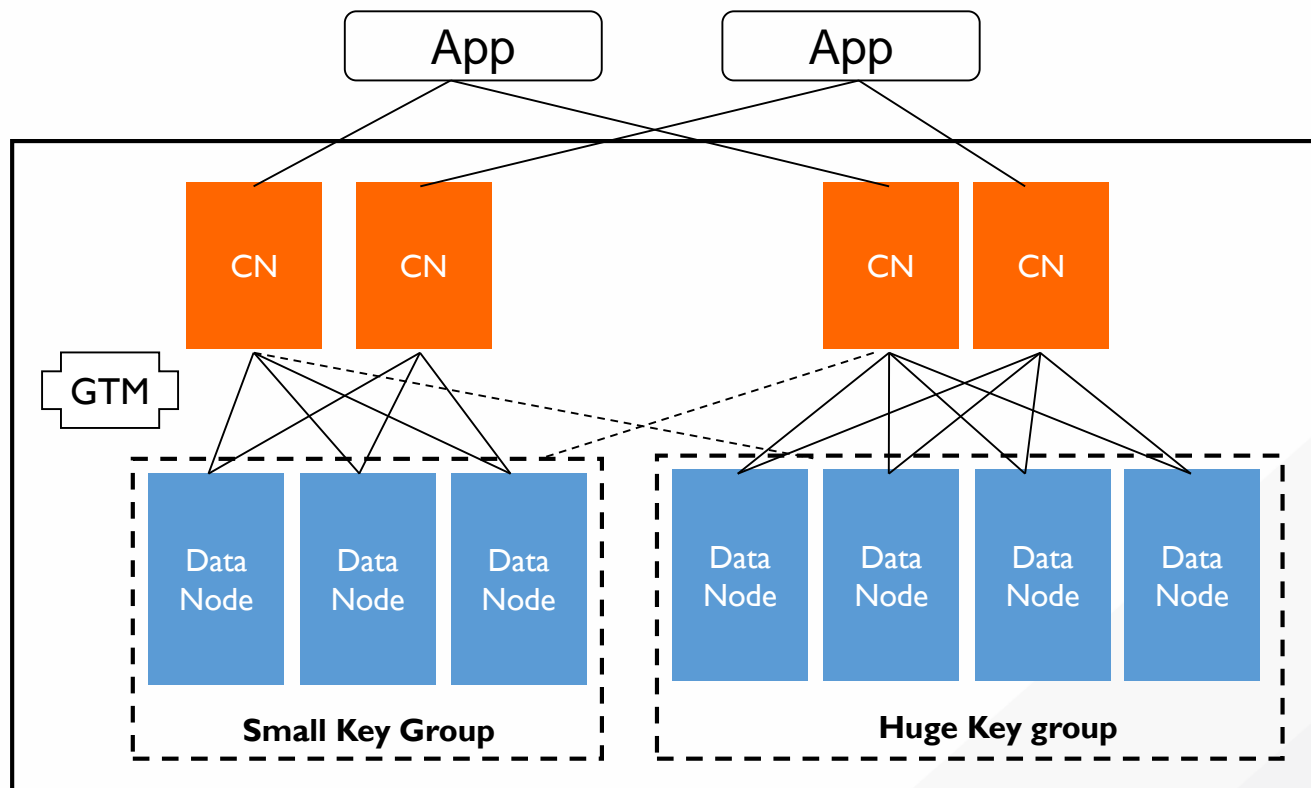 App
App
CN
CN
CN
CN
GTM
Data
Node
Data
Node
Data
Node
Data
Node
Data
Node
Data
Node
Data
Node
Small Key Group
Huge Key group